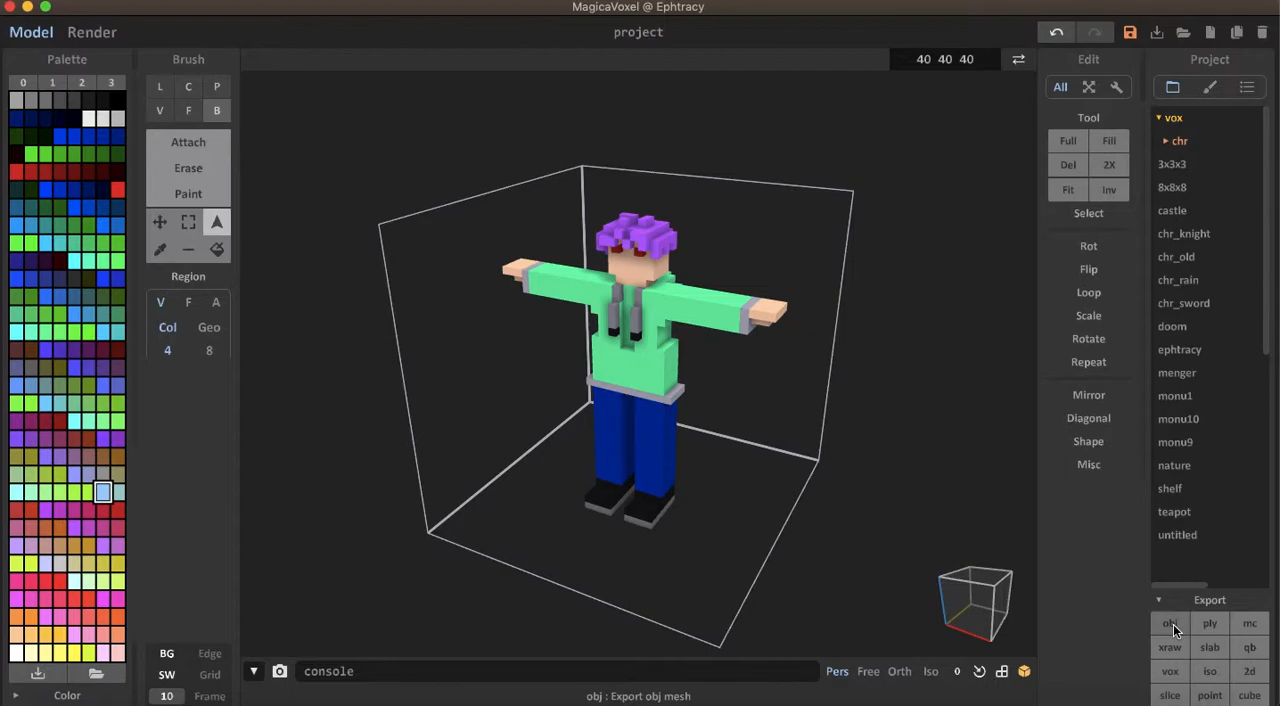 MagicaVoxel @ Ephtracy
Model Render
project
Palette
0 1 2 3
Color
Brush
L C P
V F B
Attach
Erase
Paint
Region
V F A
Col Geo
4 8
BG Edge
SW Grid
10 Frame
40 40 40
console
Pers Free Orth Iso 0
obj : Export obj mesh
Edit
All
Tool
Full Fill
Del 2X
Fit Inv
Select
Rot
Flip
Loop
Scale
Rotate
Repeat
Mirror
Diagonal
Shape
Misc
Project
vox
chr
3x3x3
8x8x8
castle
chr_knight
chr_old
chr_rain
chr_sword
doom
ephtracy
menger
monu1
monu10
monu9
nature
shelf
teapot
untitled
Export
obj ply mc
xraw slab qb
vox iso 2d
slice point cube